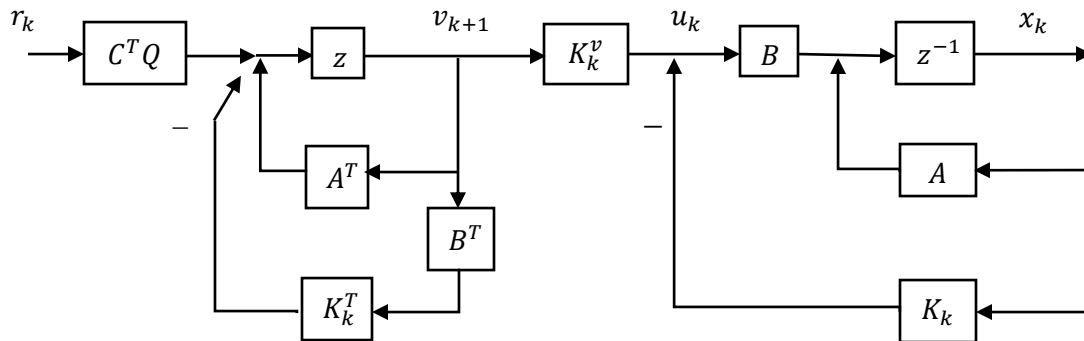 r_k
v_{k+1}
u_k
x_k
C^T Q
z
K_k^v
B
z^{-1}
−
−
A^T
A
B^T
K_k^T
K_k